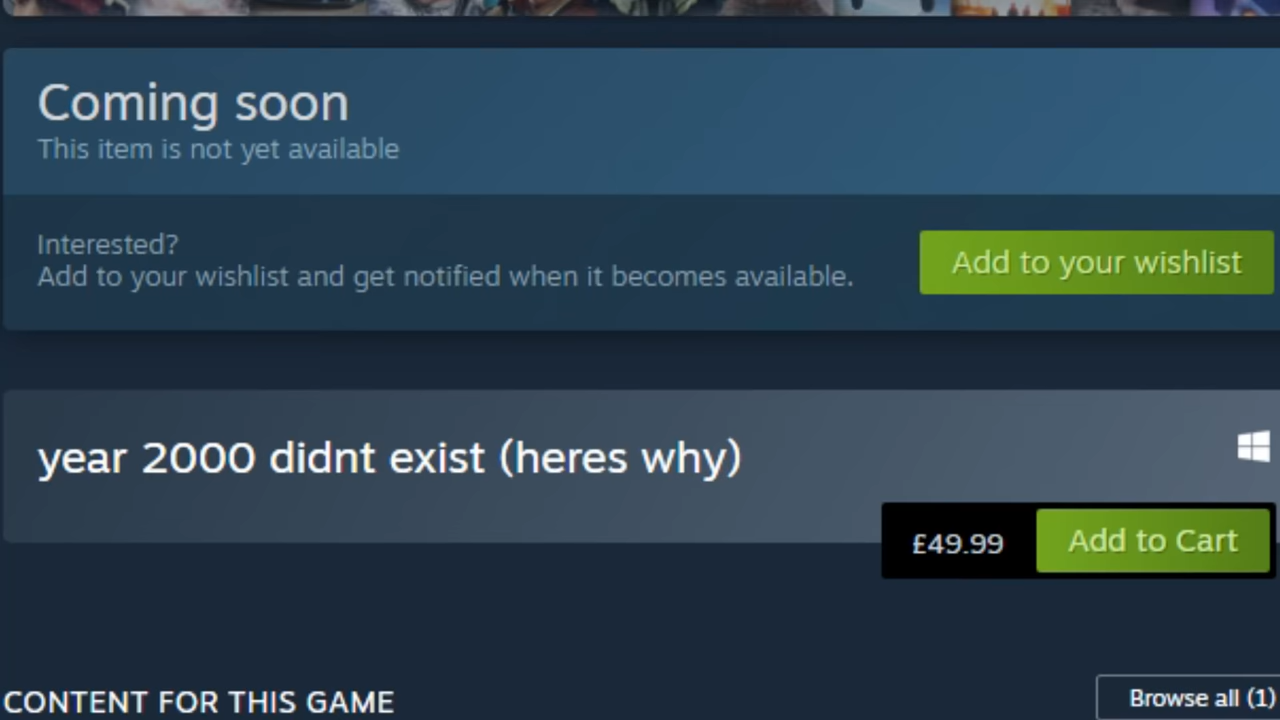 Coming soon
This item is not yet available
Interested?
Add to your wishlist and get notified when it becomes available.
Add to your wishlist
year 2000 didnt exist (heres why)
£49.99
Add to Cart
CONTENT FOR THIS GAME
Browse all (1)